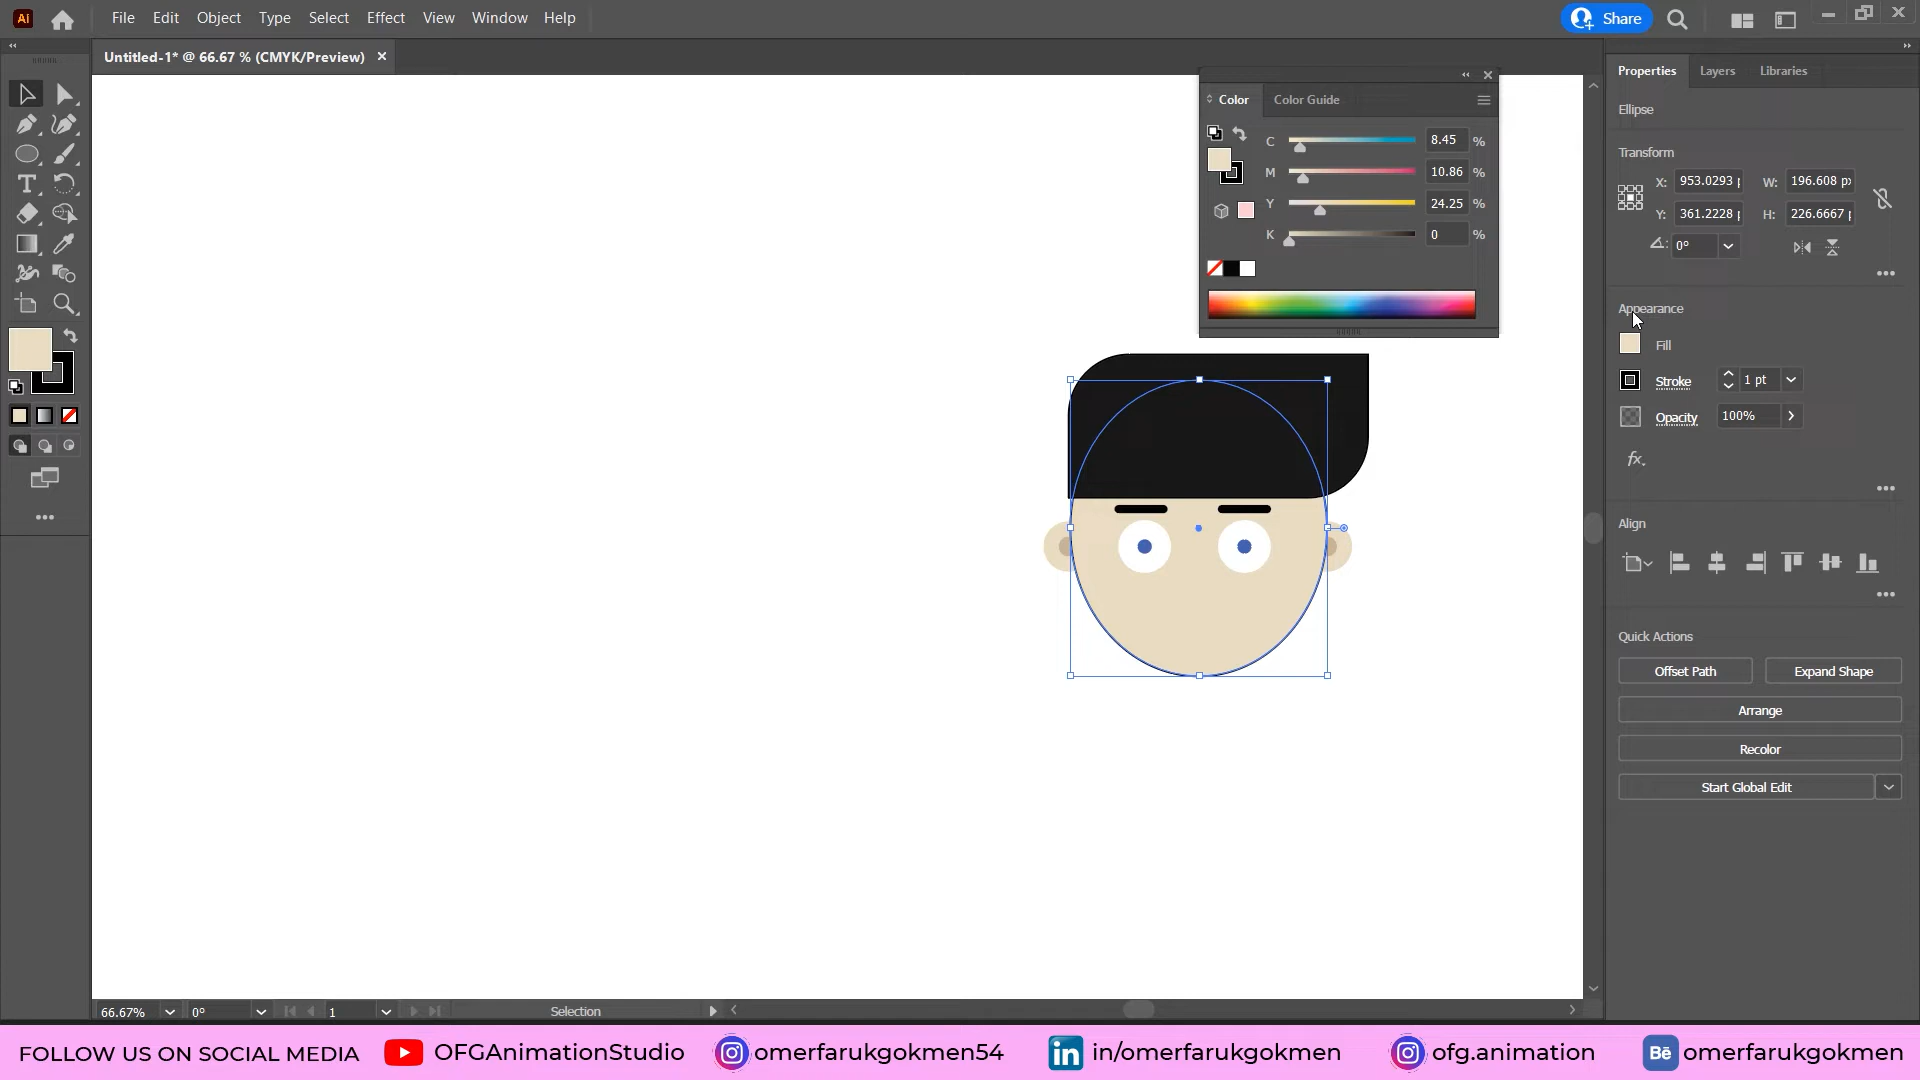 Ai File Edit Object Type Select Effect View Window Help Share
Untitled-1* @ 66.67 % (CMYK/Preview)
Color Color Guide
C 8.45 %
M 10.86 %
Y 24.25 %
K 0 %
Properties Layers Libraries
Ellipse
Transform
X: 953.0293 p W: 196.608 px
Y: 361.2228 p H: 226.6667 p
0°
Appearance
Fill
Stroke 1 pt
Opacity 100%
fx
Align
Quick Actions
Offset Path Expand Shape
Arrange
Recolor
Start Global Edit
T
66.67% 0° 1 Selection
FOLLOW US ON SOCIAL MEDIA OFGAnimationStudio omerfarukgokmen54 in in/omerfarukgokmen ofg.animation Bē omerfarukgokmen